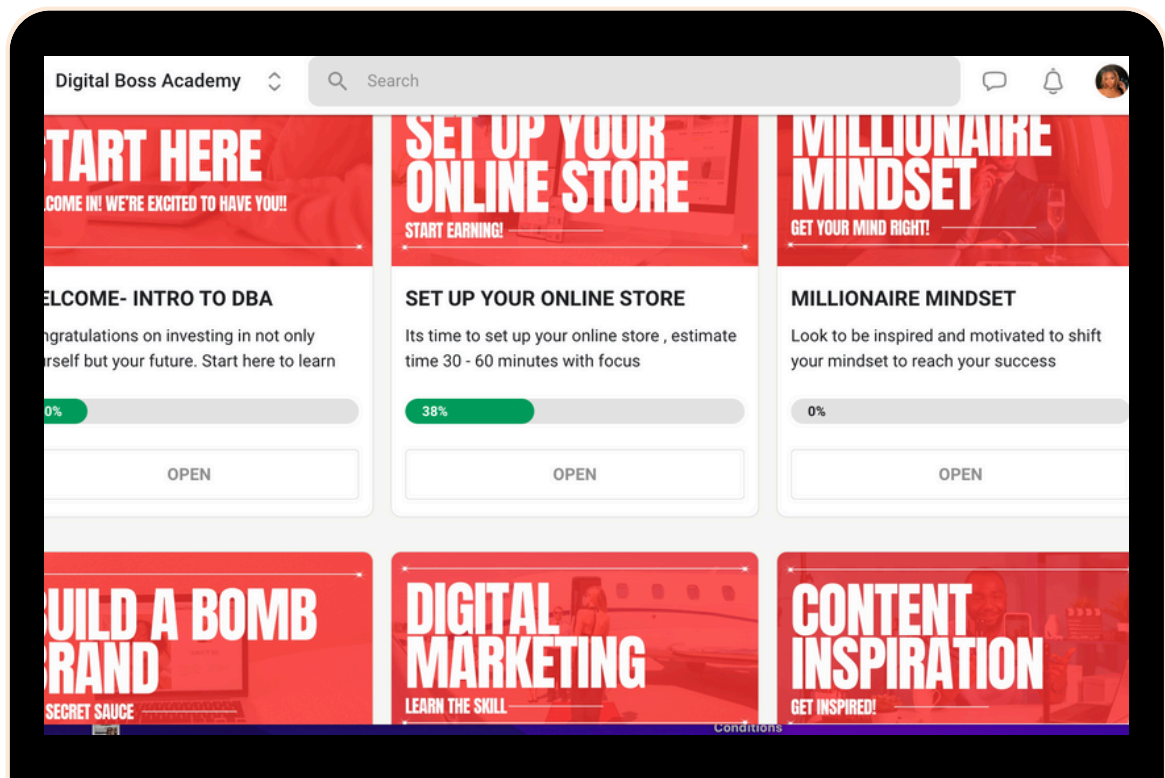 Digital Boss Academy
Search
TART HERE
LCOME IN! WE'RE EXCITED TO HAVE YOU!!
SET UP YOUR
ONLINE STORE
START EARNING!
MILLIONAIRE
MINDSET
GET YOUR MIND RIGHT!
ELCOME- INTRO TO DBA
ngratulations on investing in not only
urself but your future. Start here to learn
0%
OPEN
SET UP YOUR ONLINE STORE
Its time to set up your online store , estimate
time 30 - 60 minutes with focus
38%
OPEN
MILLIONAIRE MINDSET
Look to be inspired and motivated to shift
your mindset to reach your success
0%
OPEN
BUILD A BOMB
BRAND
SECRET SAUCE
DIGITAL
MARKETING
LEARN THE SKILL
CONTENT
INSPIRATION
GET INSPIRED!
Conditions